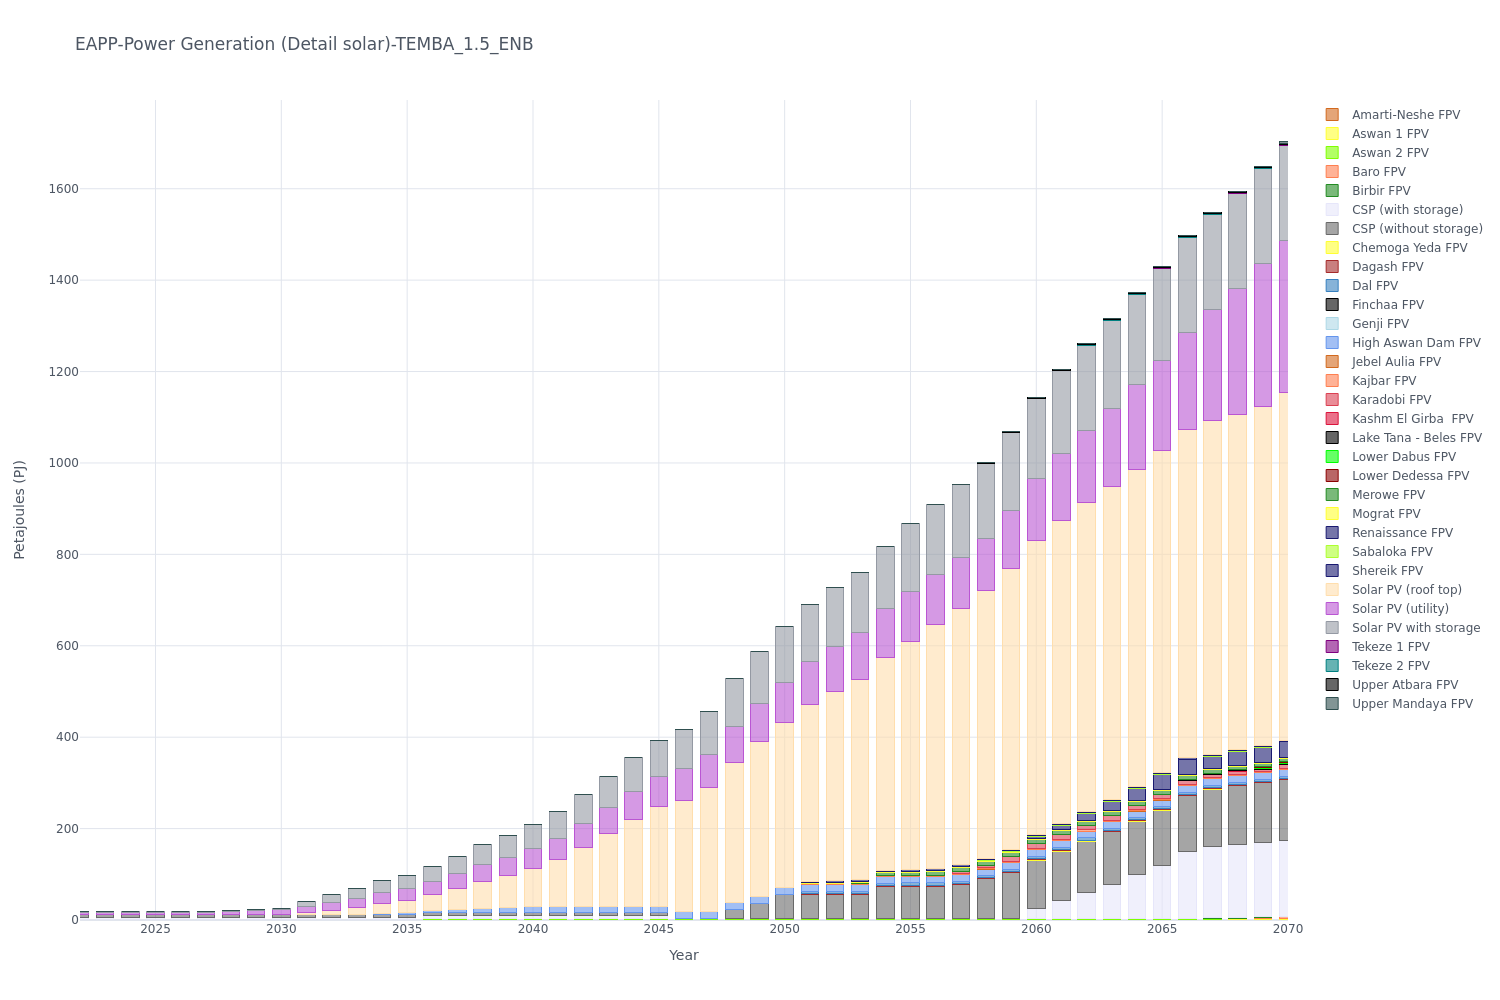 EAPP-Power Generation (Detail solar)-TEMBA_1.5_ENB
Petajoules (PJ)
1600
1400
1200
1000
800
600
400
200
0
2025
2030
2035
2040
2045
2050
2055
2060
2065
2070
Year
Amarti-Neshe FPV
Aswan 1 FPV
Aswan 2 FPV
Baro FPV
Birbir FPV
CSP (with storage)
CSP (without storage)
Chemoga Yeda FPV
Dagash FPV
Dal FPV
Finchaa FPV
Genji FPV
High Aswan Dam FPV
Jebel Aulia FPV
Kajbar FPV
Karadobi FPV
Kashm El Girba  FPV
Lake Tana - Beles FPV
Lower Dabus FPV
Lower Dedessa FPV
Merowe FPV
Mograt FPV
Renaissance FPV
Sabaloka FPV
Shereik FPV
Solar PV (roof top)
Solar PV (utility)
Solar PV with storage
Tekeze 1 FPV
Tekeze 2 FPV
Upper Atbara FPV
Upper Mandaya FPV